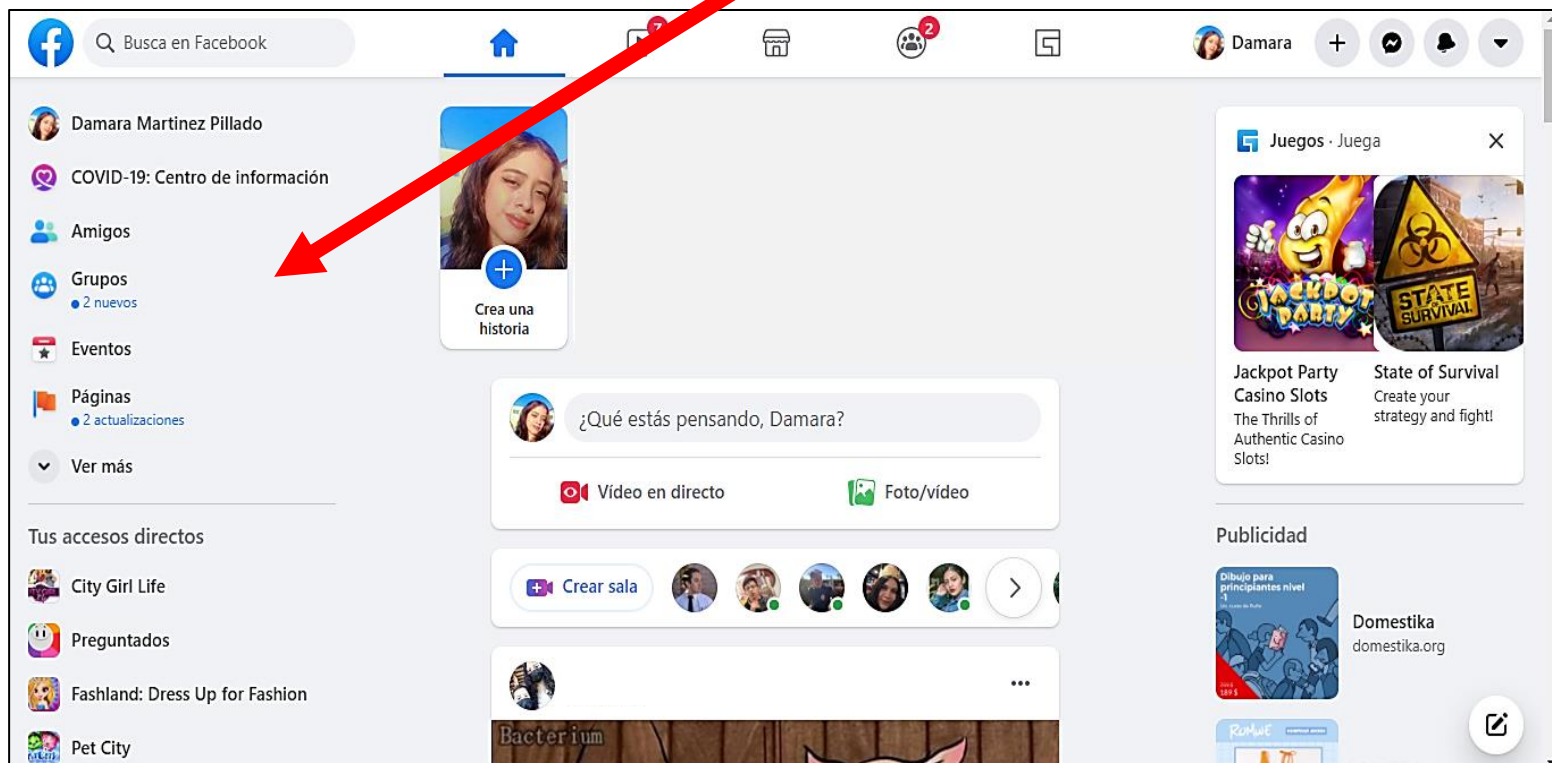 Busca en Facebook
7
2
Damara
Damara Martinez Pillado
COVID-19: Centro de información
Amigos
Grupos
2 nuevos
Eventos
Páginas
2 actualizaciones
Ver más
Tus accesos directos
City Girl Life
Preguntados
Fashland: Dress Up for Fashion
Pet City
Crea una
historia
¿Qué estás pensando, Damara?
Vídeo en directo
Foto/vídeo
Crear sala
Bacterium
Juegos · Juega
JACKPOT
PARTY
STATE
OF
SURVIVAL
Jackpot Party
Casino Slots
The Thrills of
Authentic Casino
Slots!
State of Survival
Create your
strategy and fight!
Publicidad
Dibujo para
principiantes nivel
-1
189 $
Domestika
domestika.org
ROMWE